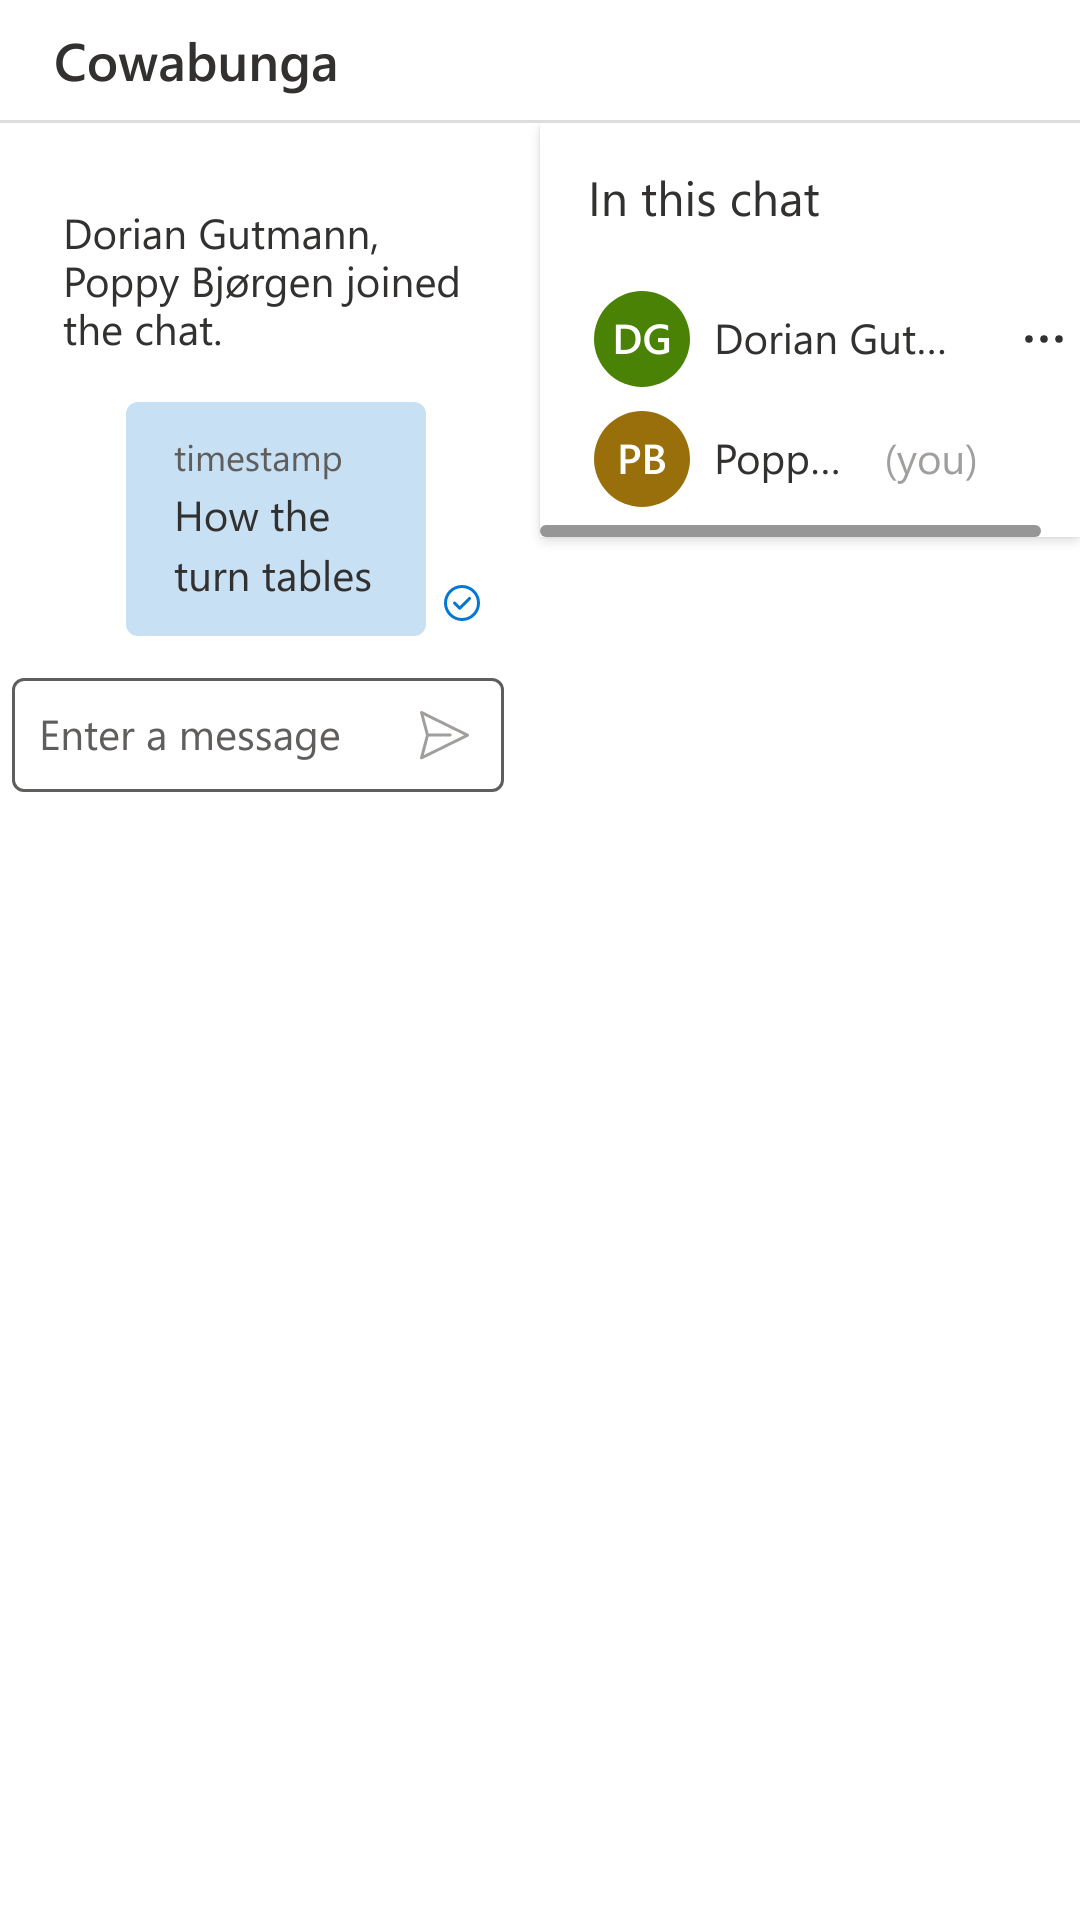 Cowabunga
Dorian Gutmann,
Poppy Bjørgen joined
the chat.
timestamp
How the
turn tables
Enter a message
In this chat
DG Dorian Gut...
PB Popp... (you)